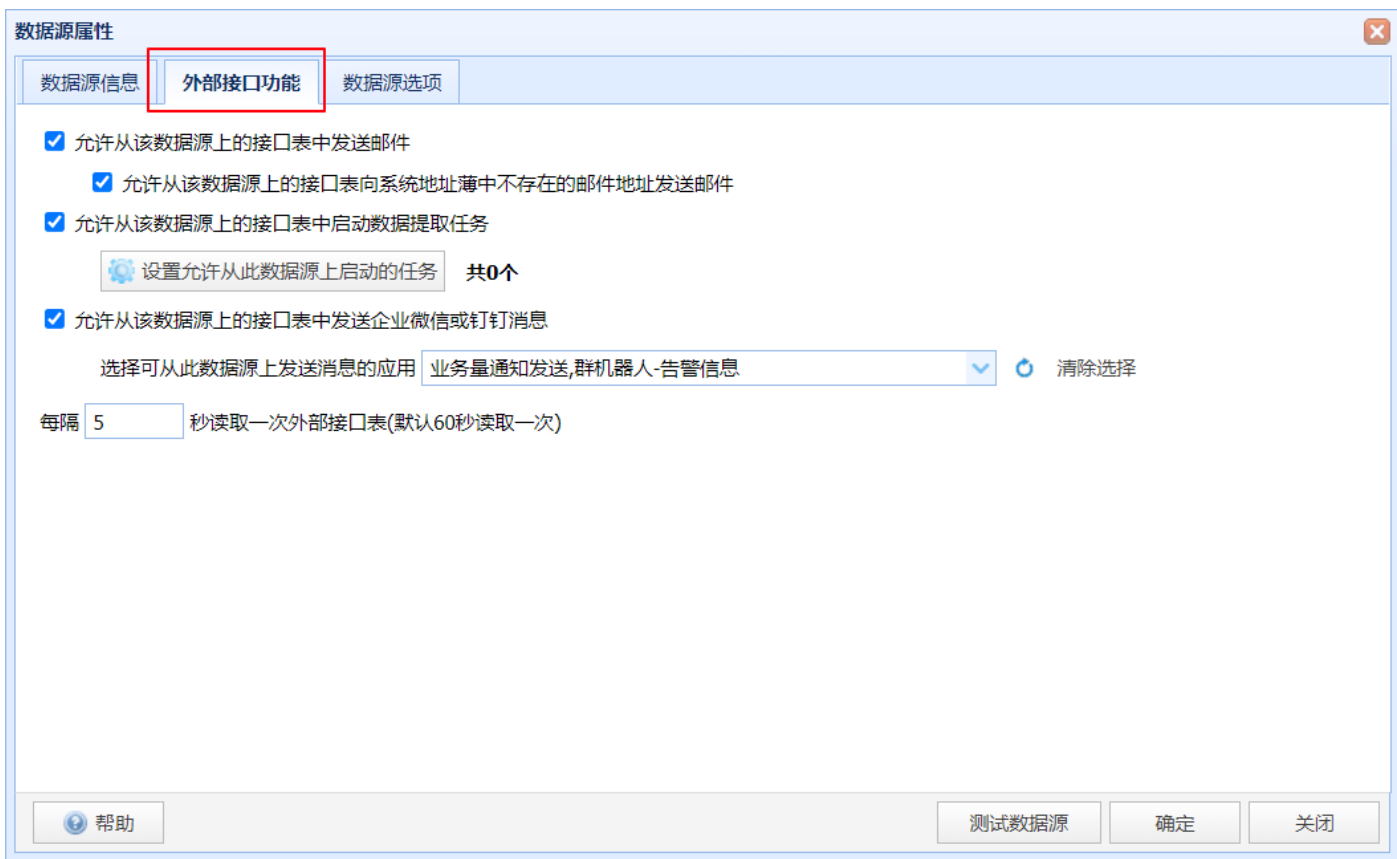 数据源属性
数据源信息 外部接口功能 数据源选项
允许从该数据源上的接口表中发送邮件
允许从该数据源上的接口表向系统地址薄中不存在的邮件地址发送邮件
允许从该数据源上的接口表中启动数据提取任务
设置允许从此数据源上启动的任务 共0个
允许从该数据源上的接口表中发送企业微信或钉钉消息
选择可从此数据源上发送消息的应用 业务量通知发送,群机器人-告警信息 清除选择
每隔 5 秒读取一次外部接口表(默认60秒读取一次)
帮助 测试数据源 确定 关闭